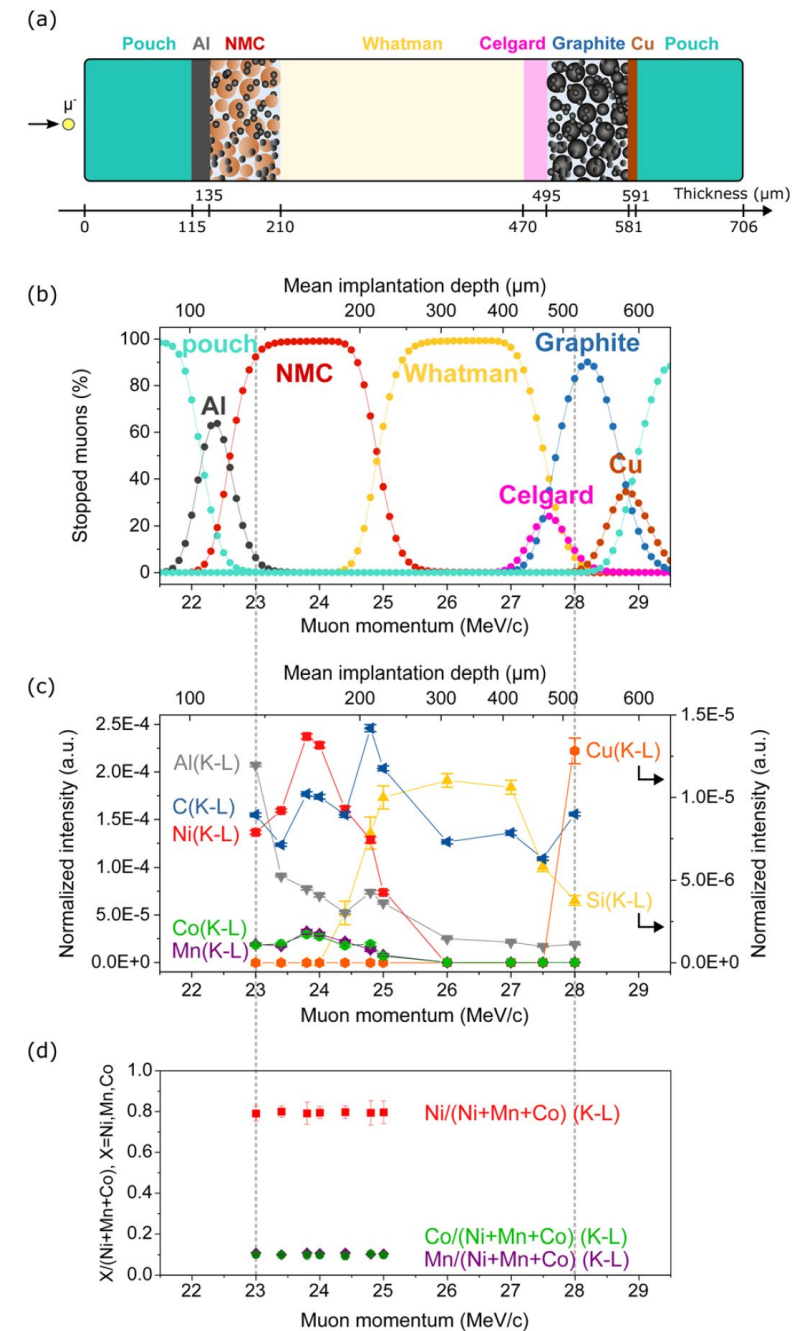 (a)
Pouch Al NMC Whatman Celgard Graphite Cu Pouch
μ-
135 495 591 Thickness (μm)
0 115 210 470 581 706
(b)
Mean implantation depth (μm)
100 200 300 400 500 600
100
80
60
40
20
0
Stopped muons (%)
pouch
Al
NMC
Whatman
Graphite
Celgard
Cu
22 23 24 25 26 27 28 29
Muon momentum (MeV/c)
(c)
Mean implantation depth (μm)
100 200 300 400 500 600
2.5E-4
2.0E-4
1.5E-4
1.0E-4
5.0E-5
0.0E+0
Normalized intensity (a.u.)
Al(K-L)
C(K-L)
Ni(K-L)
Co(K-L)
Mn(K-L)
Cu(K-L)
Si(K-L)
1.5E-5
1.0E-5
5.0E-6
0.0E+0
Normalized intensity (a.u.)
22 23 24 25 26 27 28 29
Muon momentum (MeV/c)
(d)
1.0
0.8
0.6
0.4
0.2
0.0
X/(Ni+Mn+Co), X=Ni,Mn,Co
Ni/(Ni+Mn+Co) (K-L)
Co/(Ni+Mn+Co) (K-L)
Mn/(Ni+Mn+Co) (K-L)
22 23 24 25 26 27 28 29
Muon momentum (MeV/c)